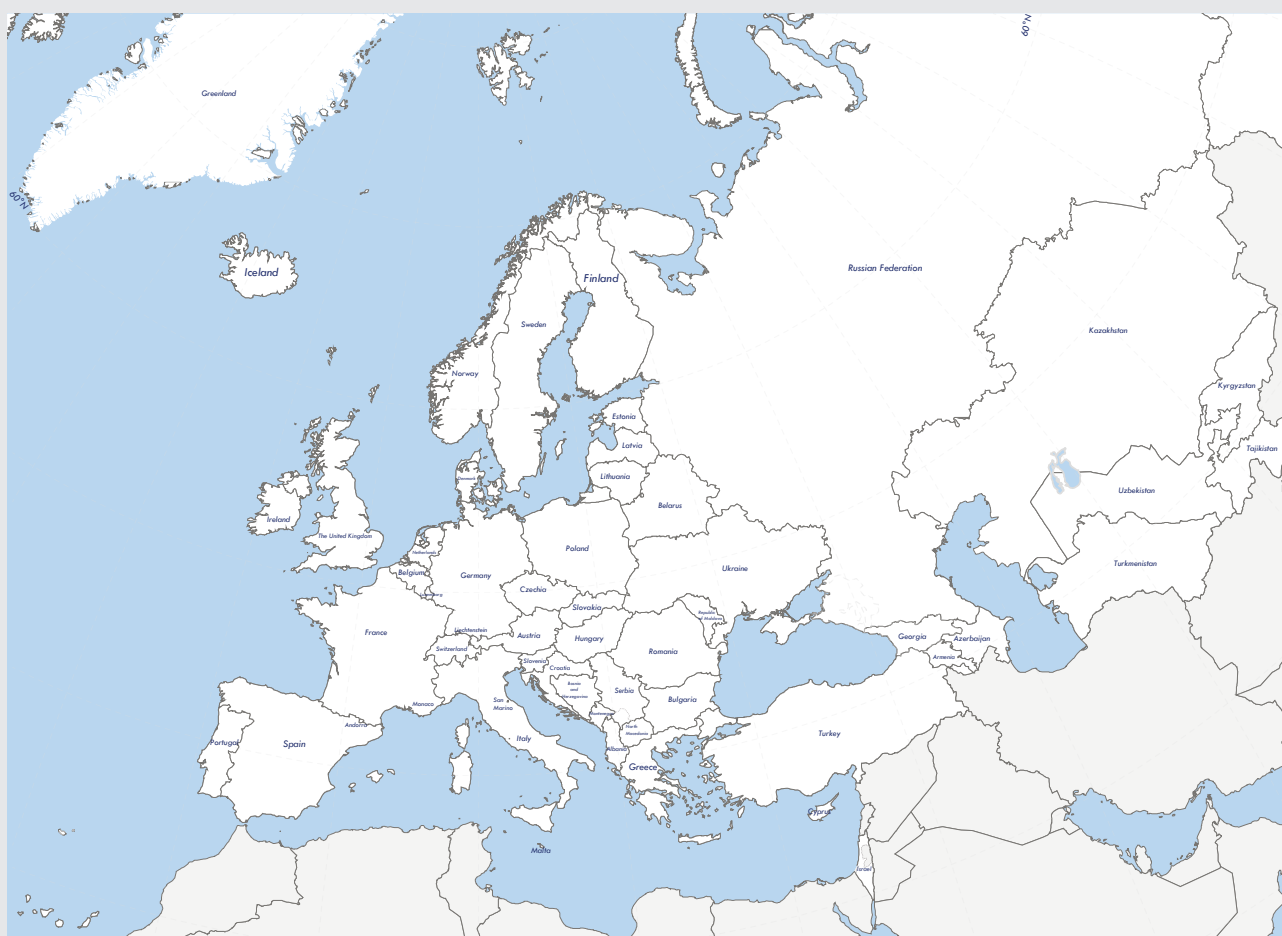 60°N
Greenland
60°N
Iceland
Finland
Russian Federation
Sweden
Kazakhstan
Norway
Kyrgyzstan
Estonia
Latvia
Tajikistan
Lithuania
Denmark
Uzbekistan
Belarus
Ireland
The United Kingdom
Poland
Netherlands
Turkmenistan
Ukraine
Belgium
Germany
Czechia
Luxembourg
Slovakia
Republic
of Moldova
Liechtenstein
France
Austria
Hungary
Georgia
Azerbaijan
Switzerland
Romania
Armenia
Slovenia
Croatia
Bosnia
and
Herzegovina
Serbia
San
Marino
Bulgaria
Monaco
Montenegro
Andorra
North
Macedonia
Turkey
Portugal
Spain
Italy
Albania
Greece
Cyprus
Malta
Israel